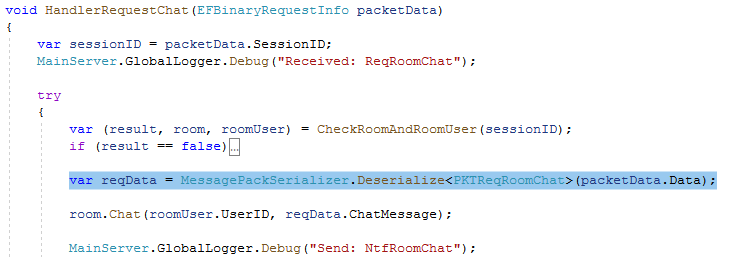 void HandlerRequestChat(EFBinaryRequestInfo packetData)
{
    var sessionID = packetData.SessionID;
    MainServer.GlobalLogger.Debug("Received: ReqRoomChat");
    try
    {
        var (result, room, roomUser) = CheckRoomAndRoomUser(sessionID);
        if (result == false)...
        var reqData = MessagePackSerializer.Deserialize<PKTReqRoomChat>(packetData.Data);
        room.Chat(roomUser.UserID, reqData.ChatMessage);
        MainServer.GlobalLogger.Debug("Send: NtfRoomChat");